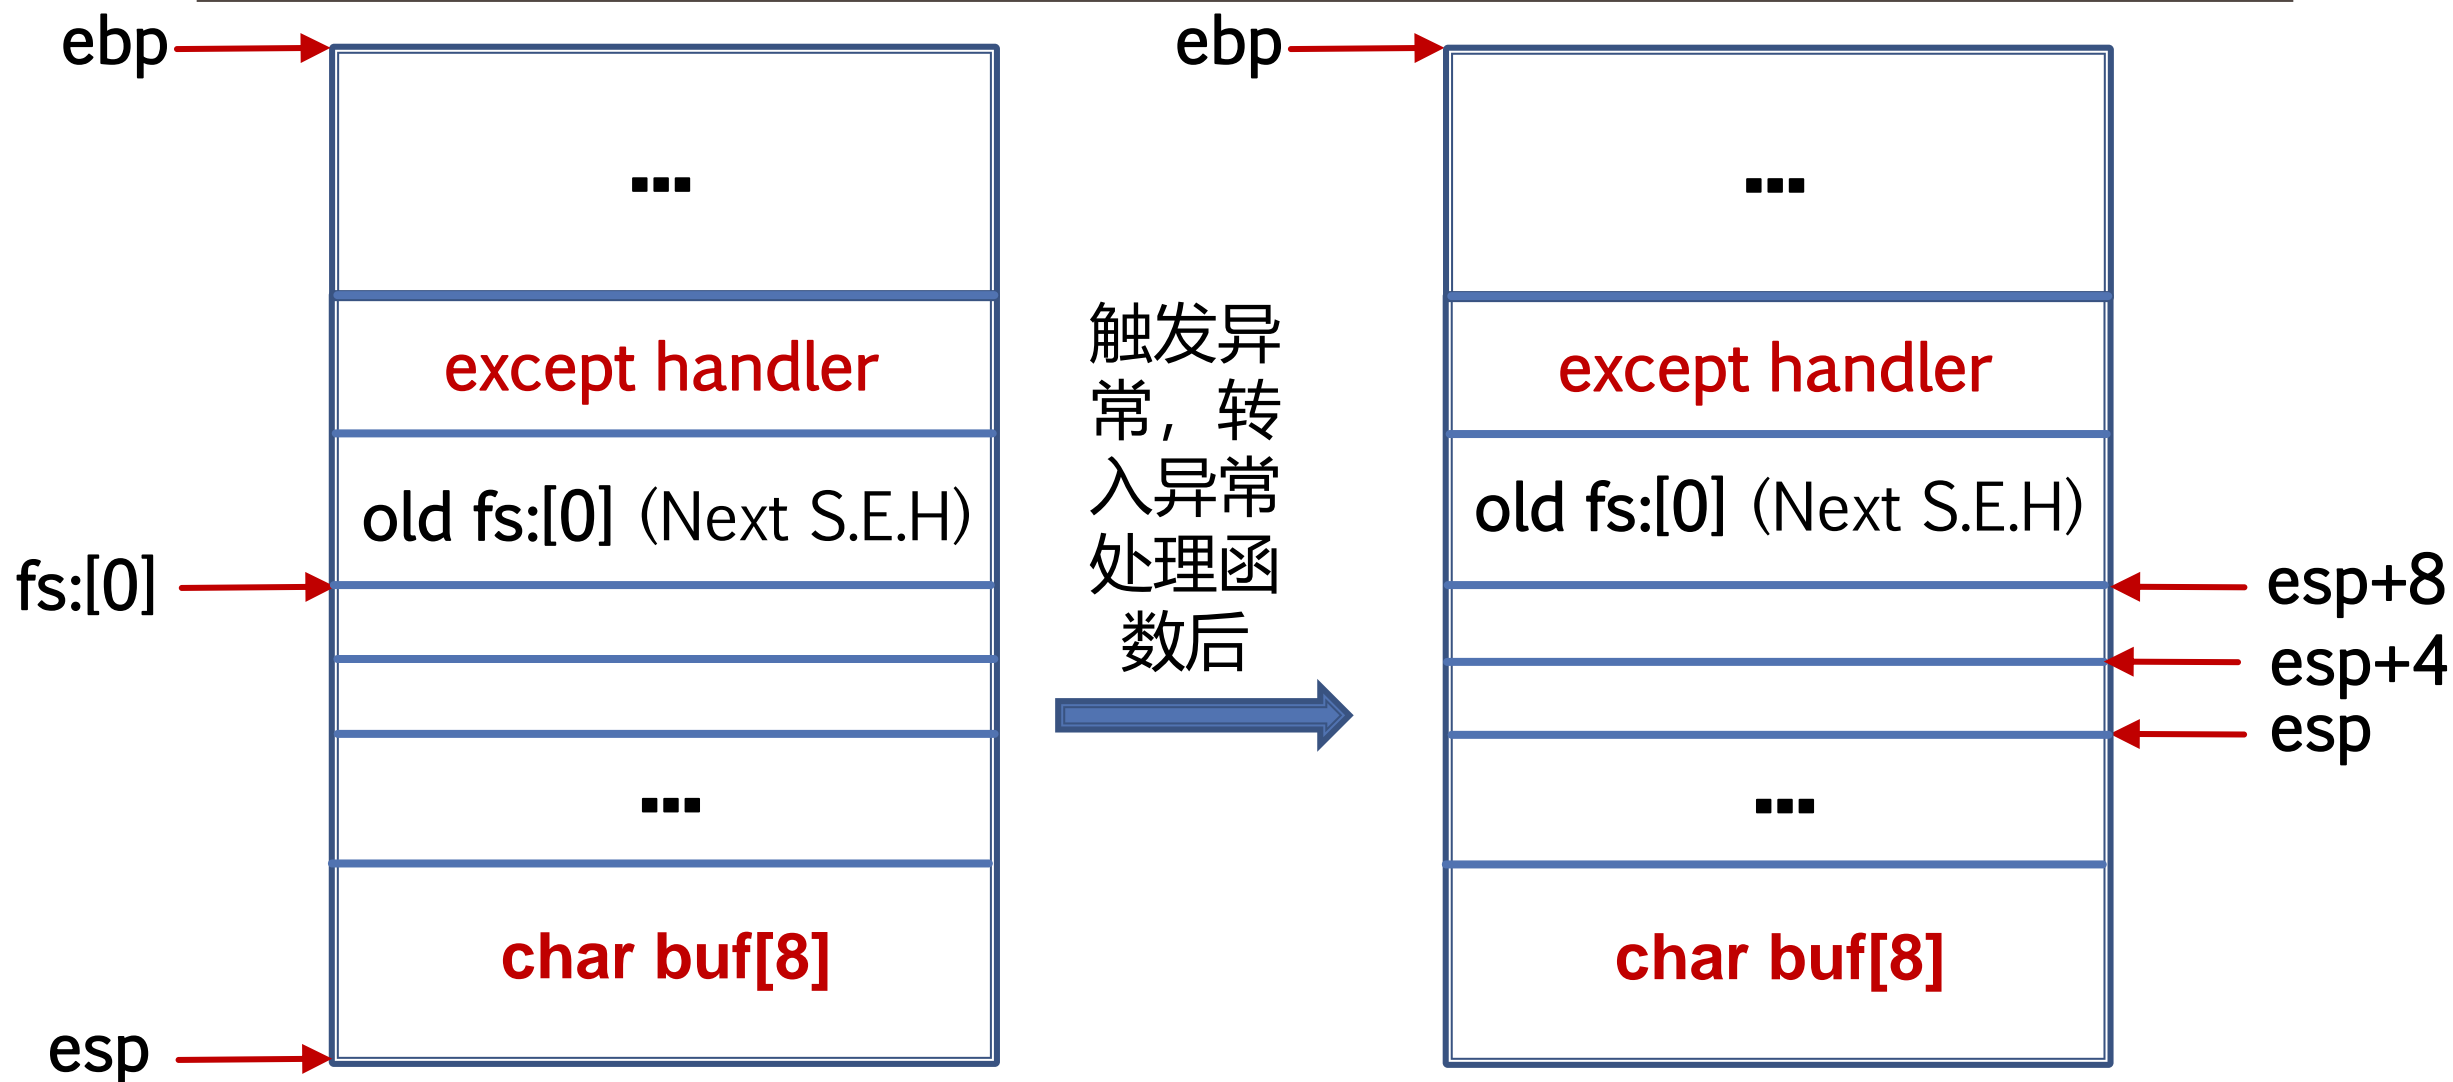 ebp
...
except handler
old fs:[0] (Next S.E.H)
fs:[0]
...
char buf[8]
esp
触发异
常，转
入异常
处理函
数后
ebp
...
except handler
old fs:[0] (Next S.E.H)
esp+8
esp+4
esp
...
char buf[8]